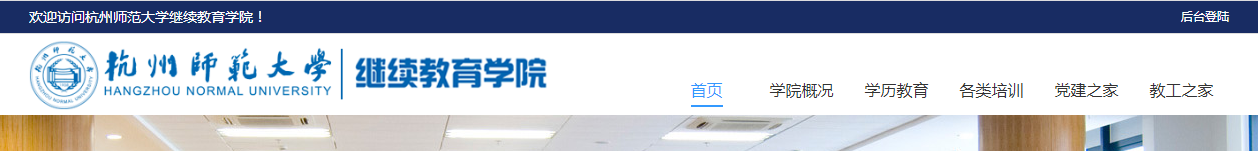 欢迎访问杭州师范大学继续教育学院！
后台登陆
杭州師範大學
HANGZHOU NORMAL UNIVERSITY
继续教育学院
首页 学院概况 学历教育 各类培训 党建之家 教工之家